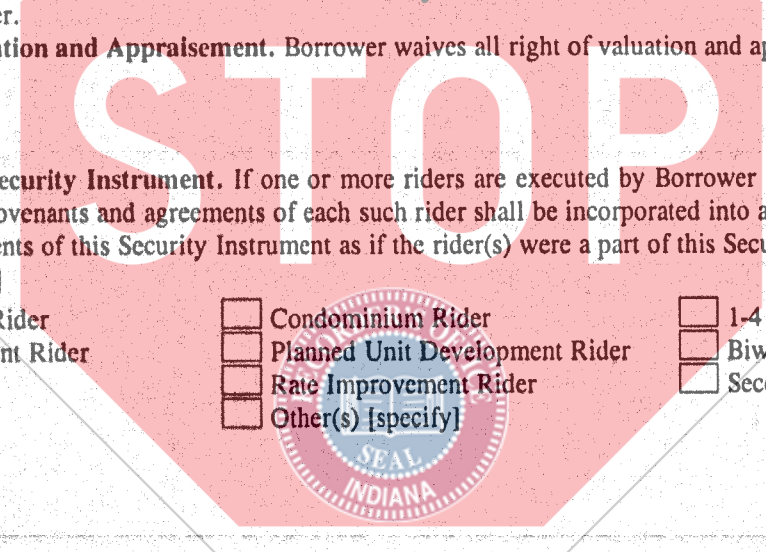 er.
ation and Appraisement. Borrower waives all right of valuation and ap
STOP
ecurity Instrument. If one or more riders are executed by Borrower
ovenants and agreements of each such rider shall be incorporated into a
ents of this Security Instrument as if the rider(s) were a part of this Secu
]
Rider Condominium Rider 1-4
nt Rider Planned Unit Development Rider Biw
Rate Improvement Rider Seco
Other(s) [specify]
SEAL
INDIANA